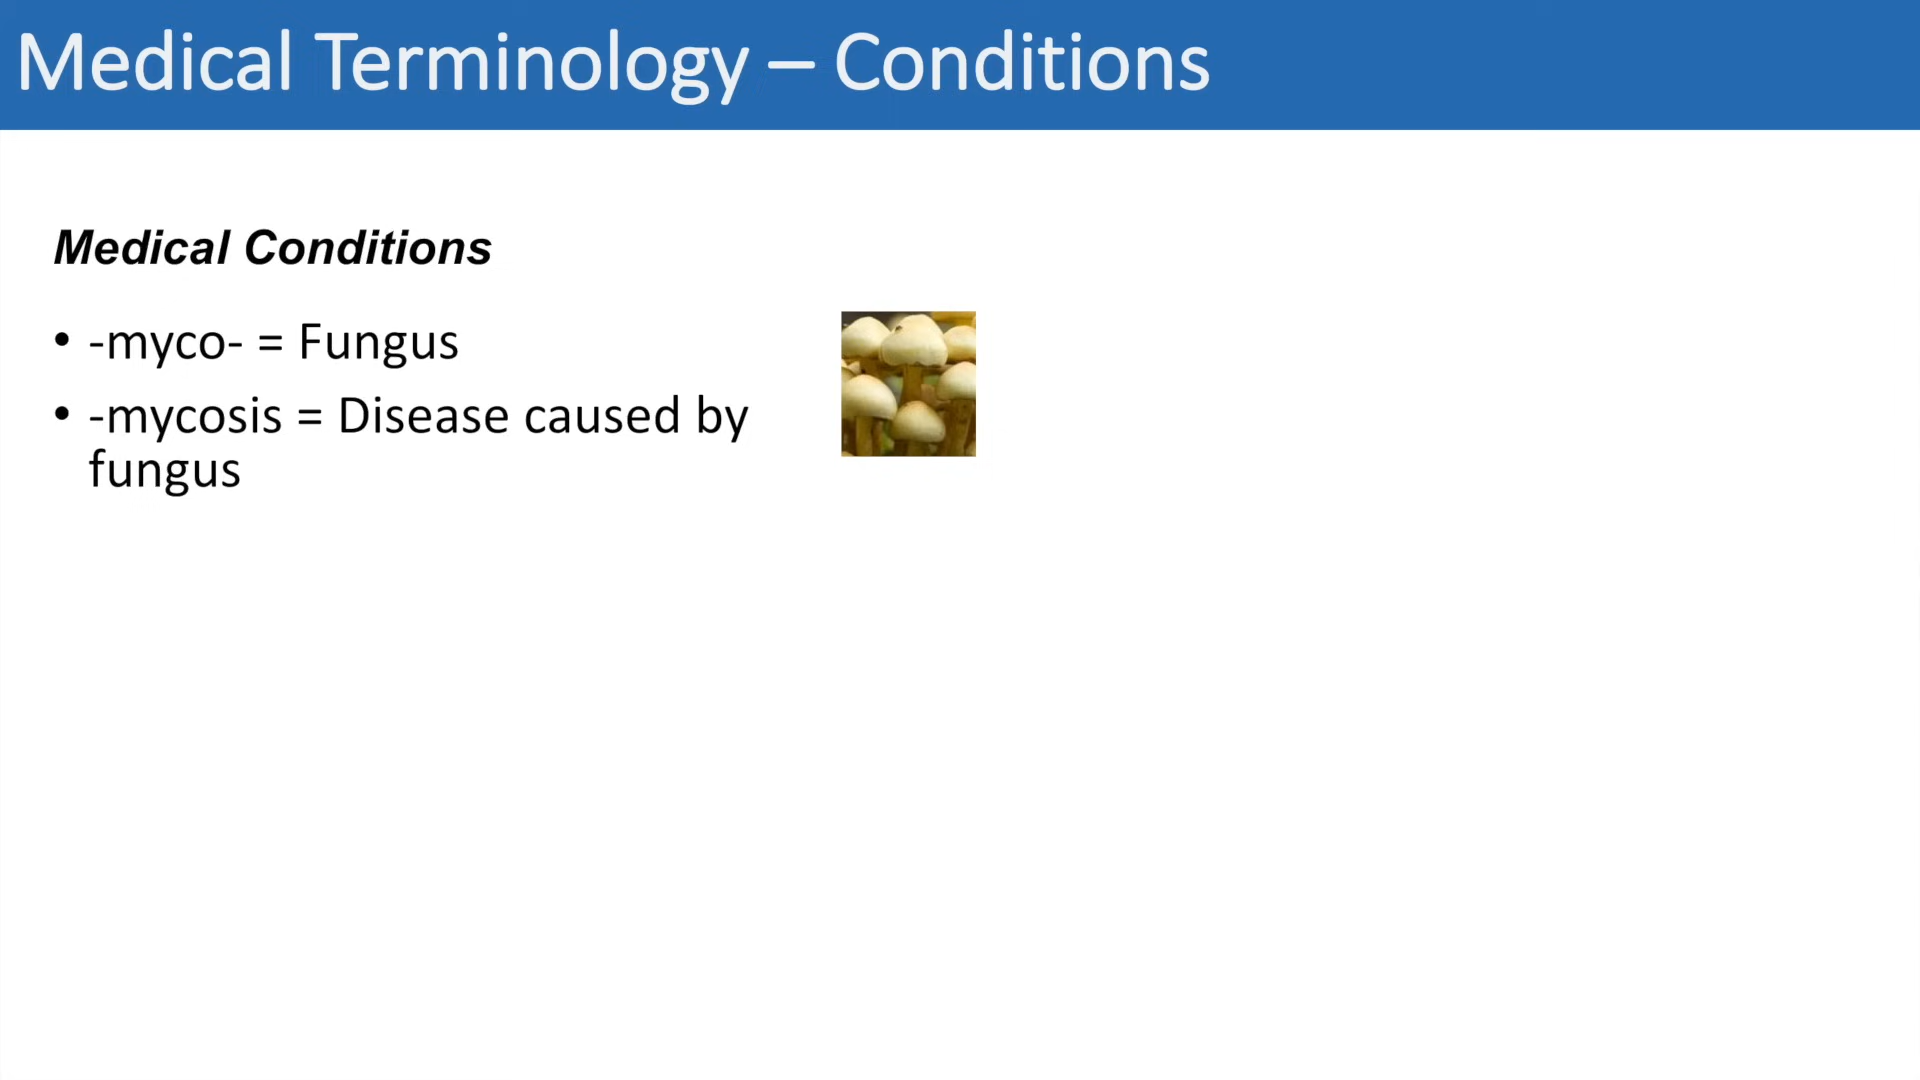 Medical Terminology – Conditions
Medical Conditions
• -myco- = Fungus
• -mycosis = Disease caused by
fungus